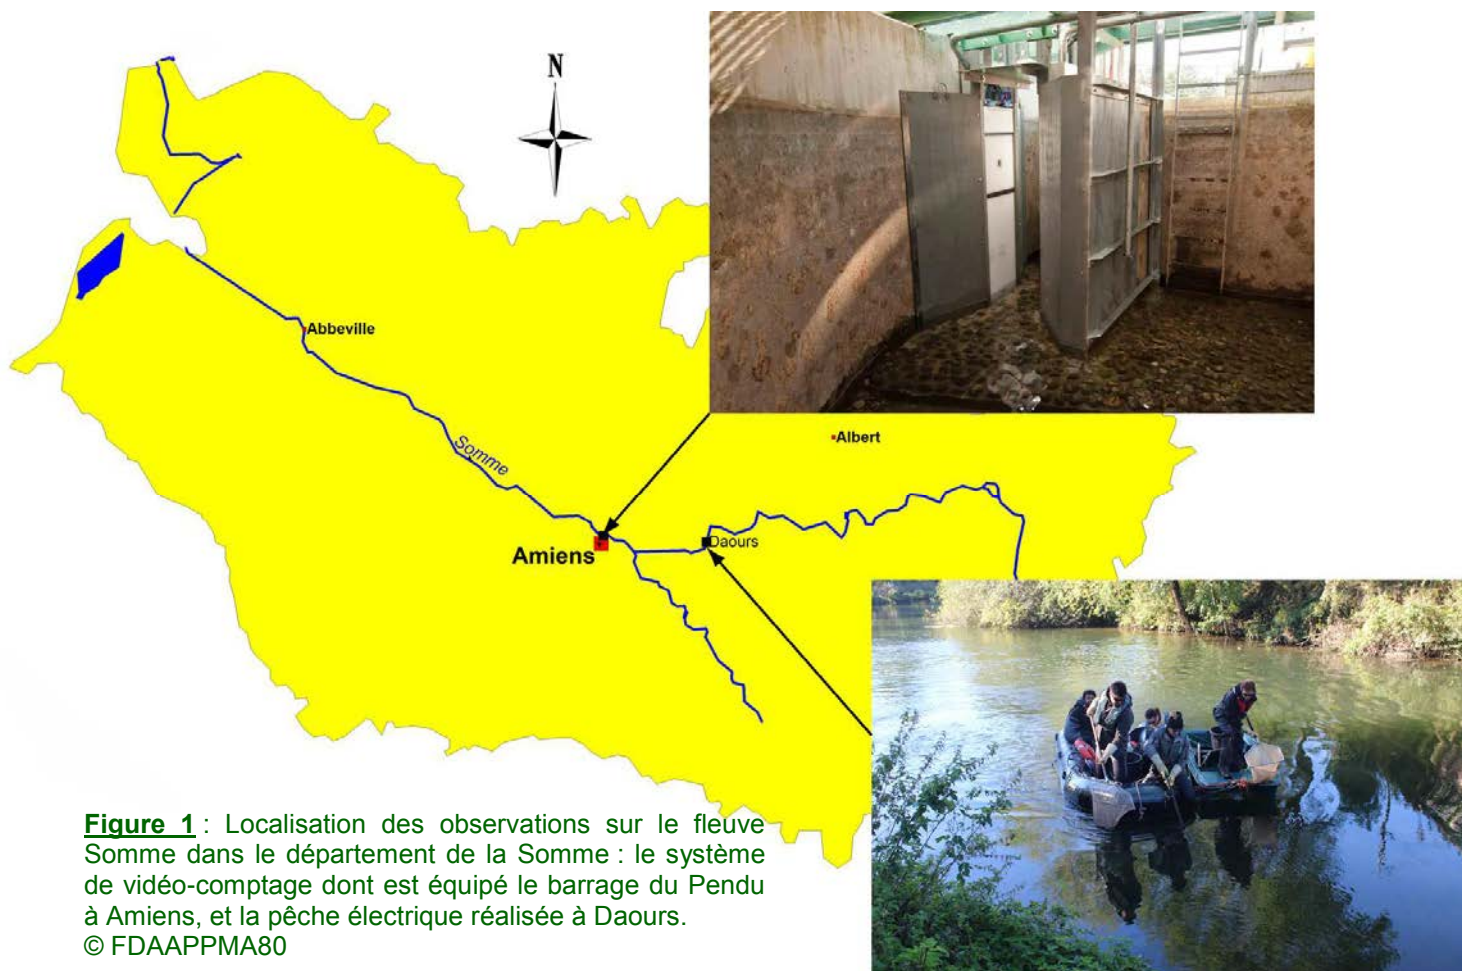 N
Abbeville
Somme
Albert
Amiens
Daours
Figure 1 : Localisation des observations sur le fleuve
Somme dans le département de la Somme : le système
de vidéo-comptage dont est équipé le barrage du Pendu
à Amiens, et la pêche électrique réalisée à Daours.
© FDAAPPMA80